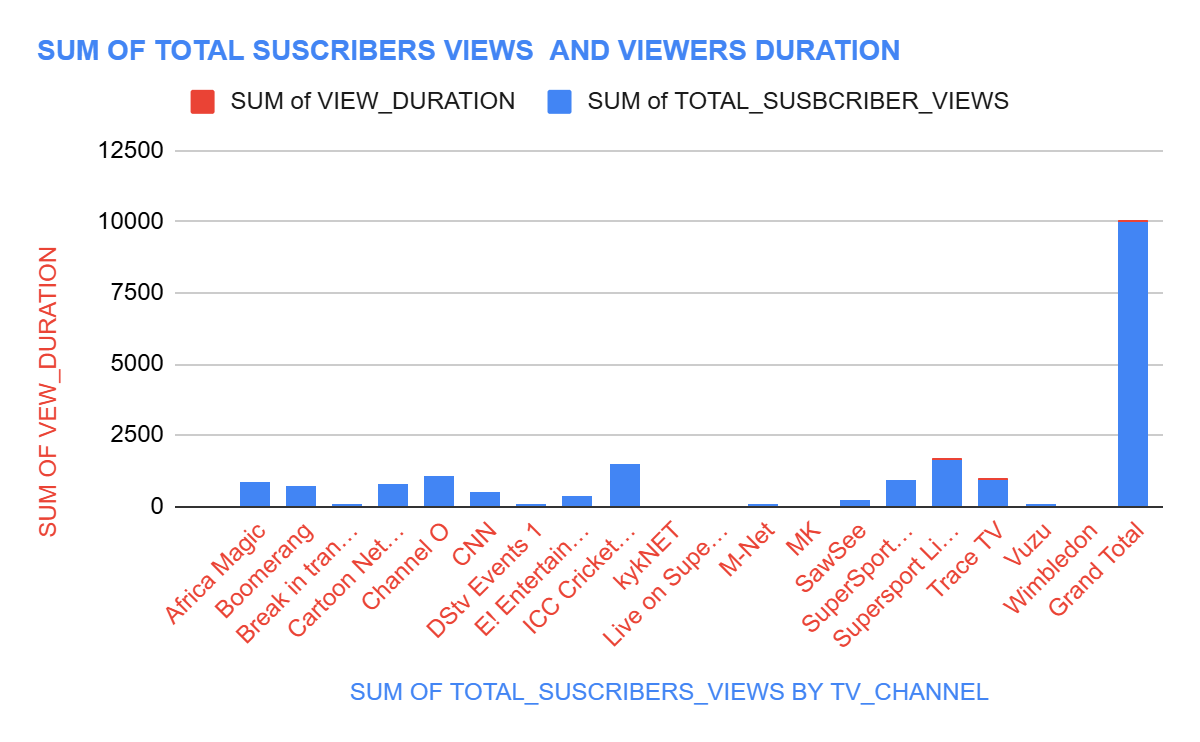 SUM OF TOTAL SUSCRIBERS VIEWS  AND VIEWERS DURATION
SUM of VIEW_DURATION
SUM of TOTAL_SUSBCRIBER_VIEWS
12500
10000
7500
5000
2500
0
SUM OF VEW_DURATION
Africa Magic
Boomerang
Break in tran…
Cartoon Net…
Channel O
CNN
DStv Events 1
E! Entertain…
ICC Cricket…
kykNET
Live on Supe…
M-Net
MK
SawSee
SuperSport…
Supersport Li…
Trace TV
Vuzu
Wimbledon
Grand Total
SUM OF TOTAL_SUSCRIBERS_VIEWS BY TV_CHANNEL